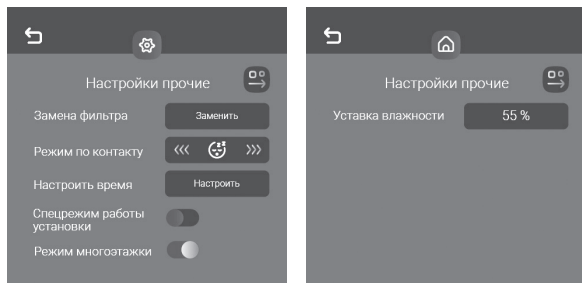 Настройки прочие
Замена фильтра Заменить
Режим по контакту
Настроить время Настроить
Спецрежим работы
установки
Режим многоэтажки
Настройки прочие
Уставка влажности 55 %